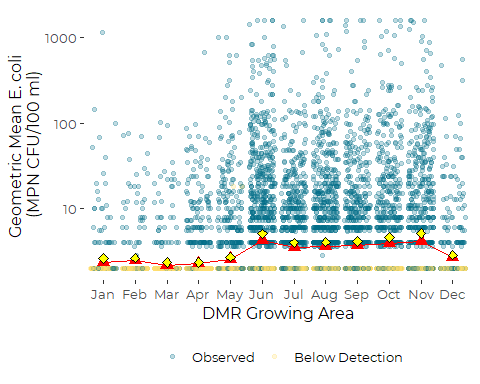 Geometric Mean E. coli
(MPN CFU/100 ml)
1000
100
10
Jan Feb Mar Apr May Jun Jul Aug Sep Oct Nov Dec
DMR Growing Area
Observed Below Detection